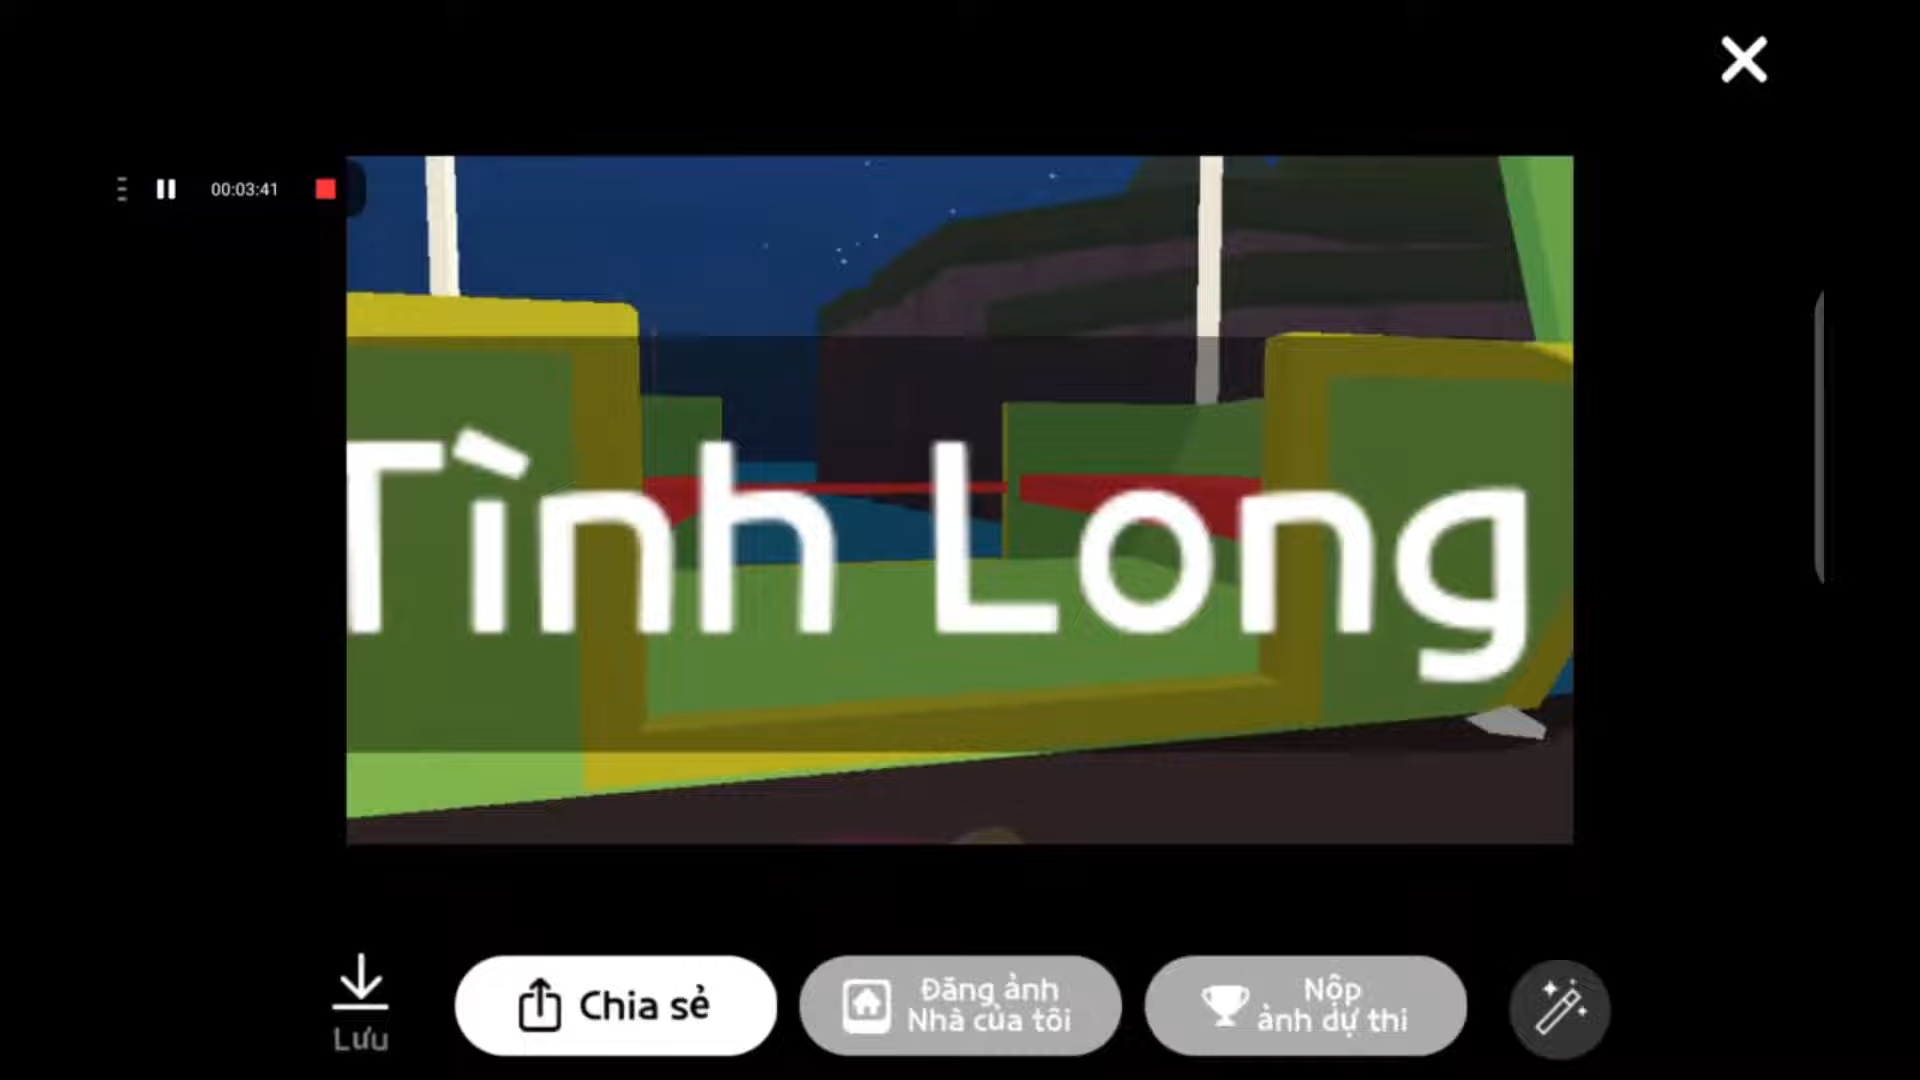 00:03:41
Tình Long
Lưu
Chia sẻ
Đăng ảnh
Nhà của tôi
Nộp
ảnh dự thi